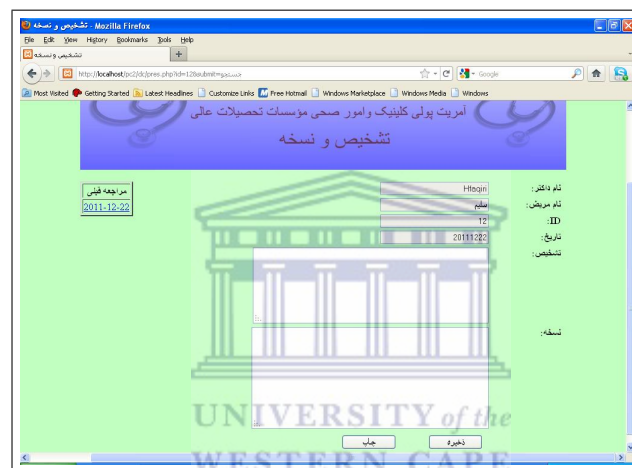 تشخیص و نسخه - Mozilla Firefox
File Edit View History Bookmarks Tools Help
تشخیص و نسخه
http://localhost/pc2/dc/pres.php?id=12&submit=جستجو
Google
Most Visited Getting Started Latest Headlines Customize Links Free Hotmail Windows Marketplace Windows Media Windows
آمریت پولی کلینیک وامور صحی مؤسسات تحصیلات عالی
تشخیص و نسخه
مراجعه قبلی
2011-12-22
نام داکتر: Hfaqiri
نام مریض: سلیم
ID: 12
تاریخ: 20111222
تشخیص:
نسخه:
ذخیره چاپ
UNIVERSITY of the
WESTERN CAPE